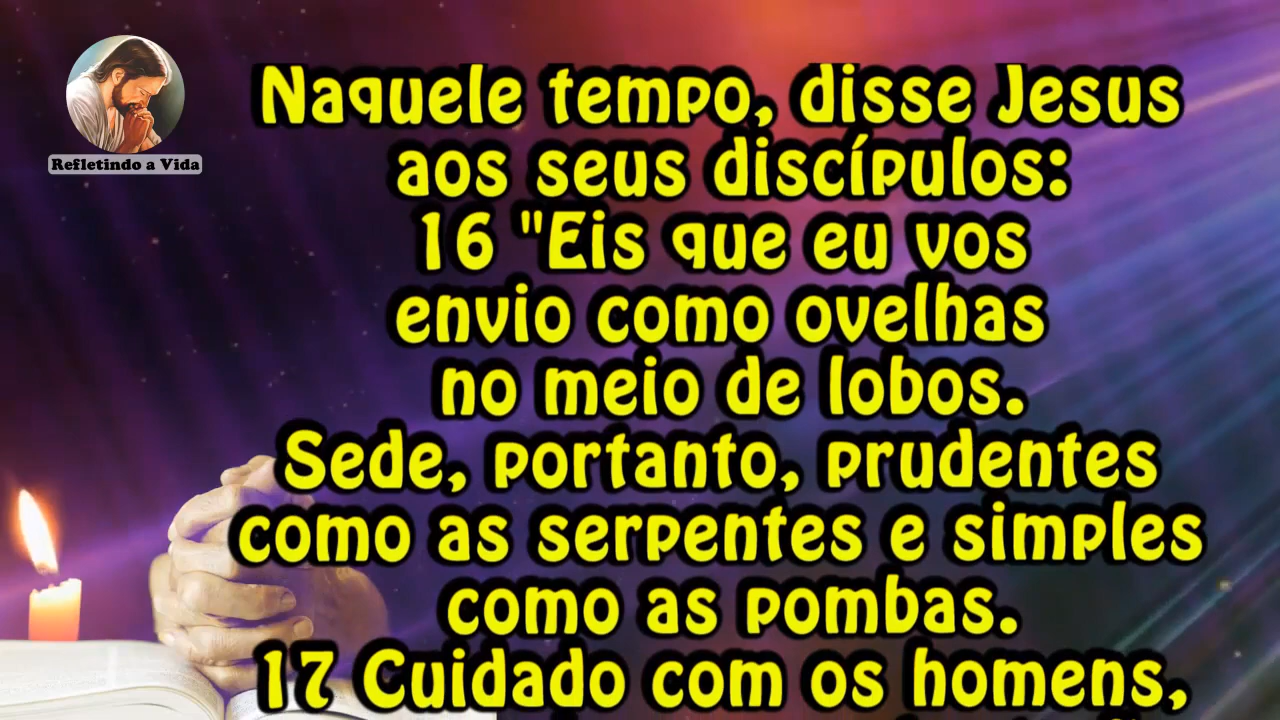 Refletindo a Vida
Naquele tempo, disse Jesus
aos seus discípulos:
16 "Eis que eu vos
envio como ovelhas
no meio de lobos.
Sede, portanto, prudentes
como as serpentes e simples
como as pombas.
17 Cuidado com os homens,